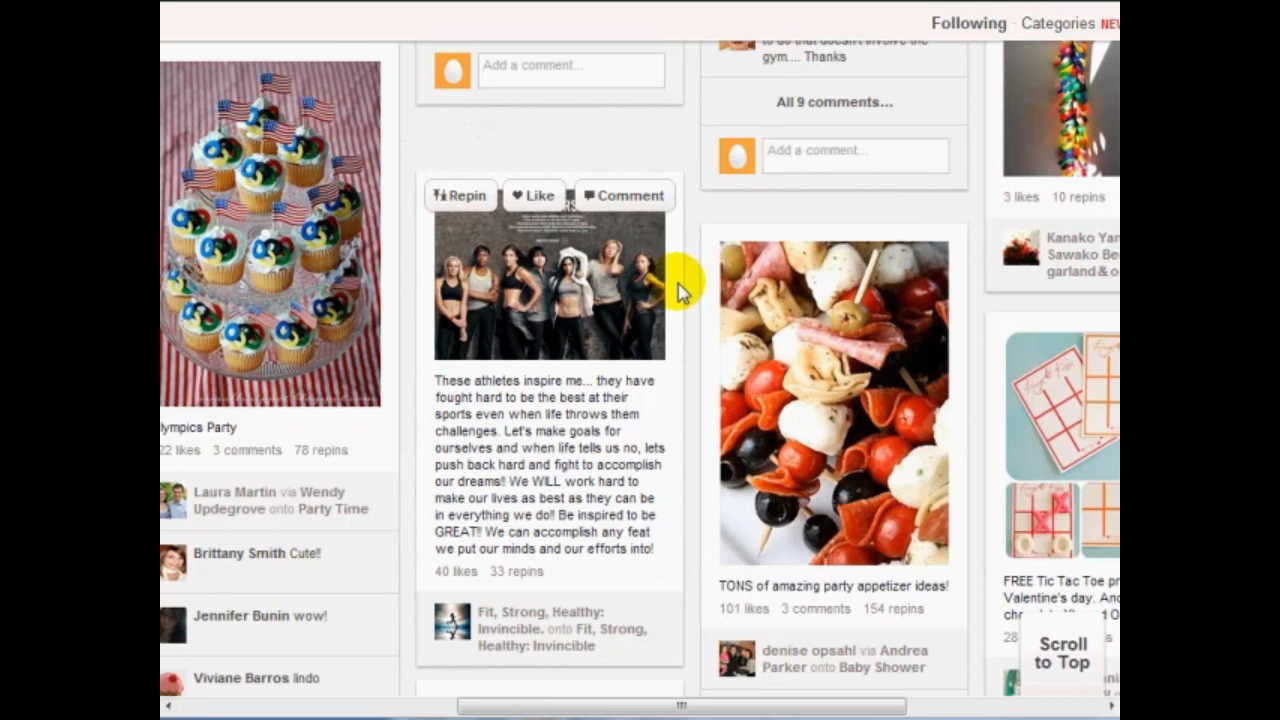 Following · Categories
Add a comment...
to do that doesn't involve the
gym.... Thanks
All 9 comments...
Add a comment...
3 likes 10 repins
Kanako
Sawako
garland & o
Repin
Like
Comment
lympics Party
22 likes 3 comments 78 repins
Laura Martin via Wendy
Updegrove onto Party Time
Brittany Smith Cute!!
Jennifer Bunin wow!
Viviane Barros lindo
These athletes inspire me... they have
fought hard to be the best at their
sports even when life throws them
challenges. Let's make goals for
ourselves and when life tells us no, lets
push back hard and fight to accomplish
our dreams!! We WILL work hard to
make our lives as best as they can be
in everything we do!! Be inspired to be
GREAT!! We can accomplish any feat
we put our minds and our efforts into!
40 likes 33 repins
Fit, Strong, Healthy:
Invincible. onto Fit, Strong,
Healthy: Invincible
TONS of amazing party appetizer ideas!
101 likes 3 comments 154 repins
denise opsahl via Andrea
Parker onto Baby Shower
FREE Tic Tac Toe pr
Valentine's day. And
28
Scroll
to Top